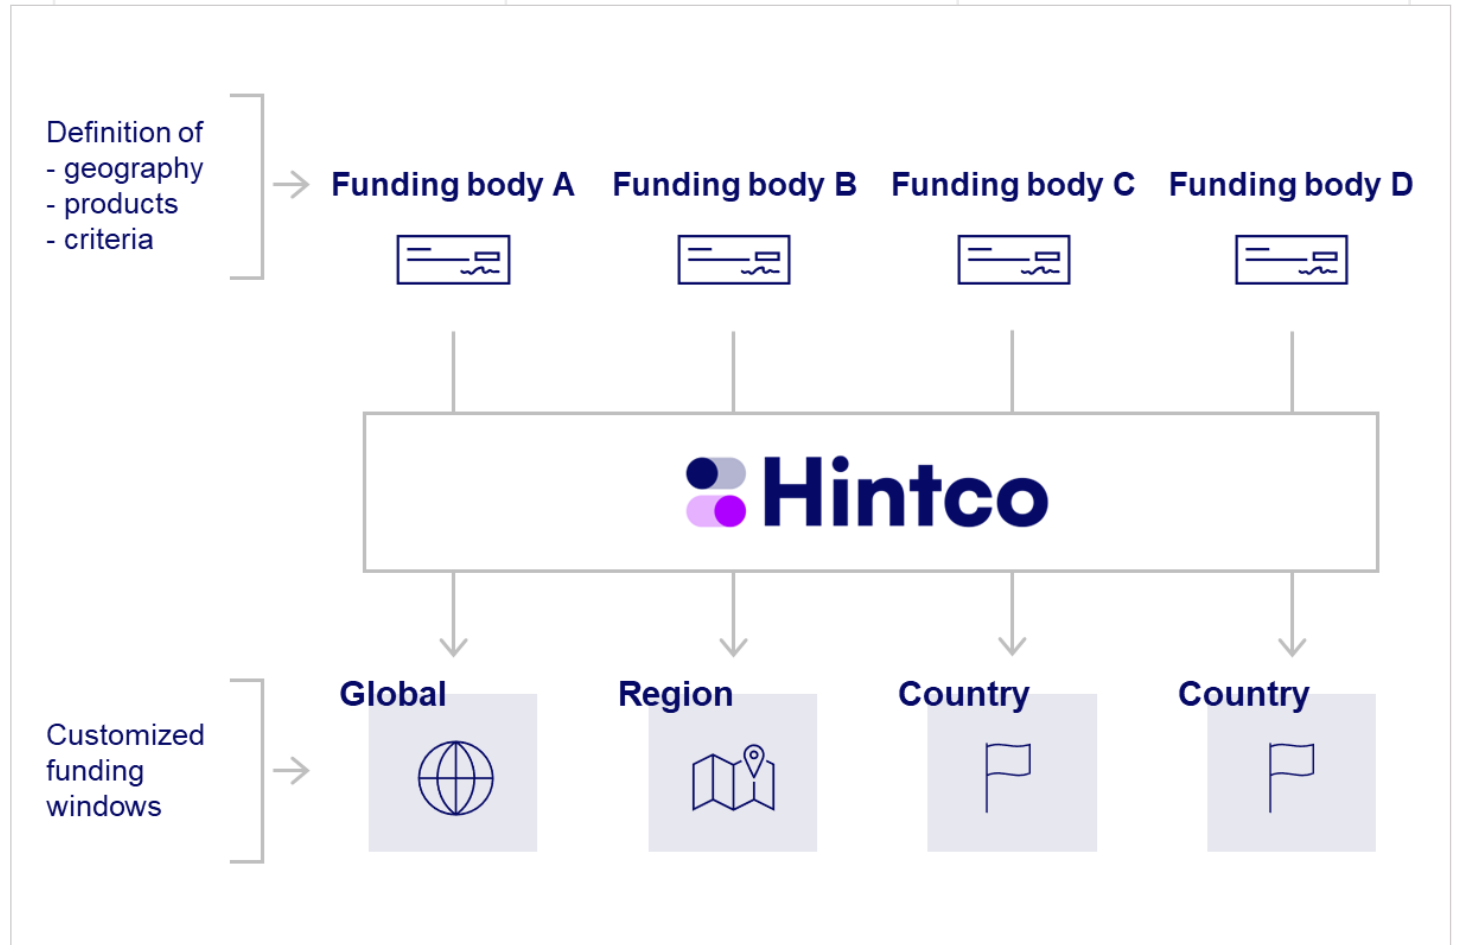 Definition of
- geography
- products
- criteria
Funding body A
Funding body B
Funding body C
Funding body D
Hintco
Customized
funding
windows
Global
Region
Country
Country